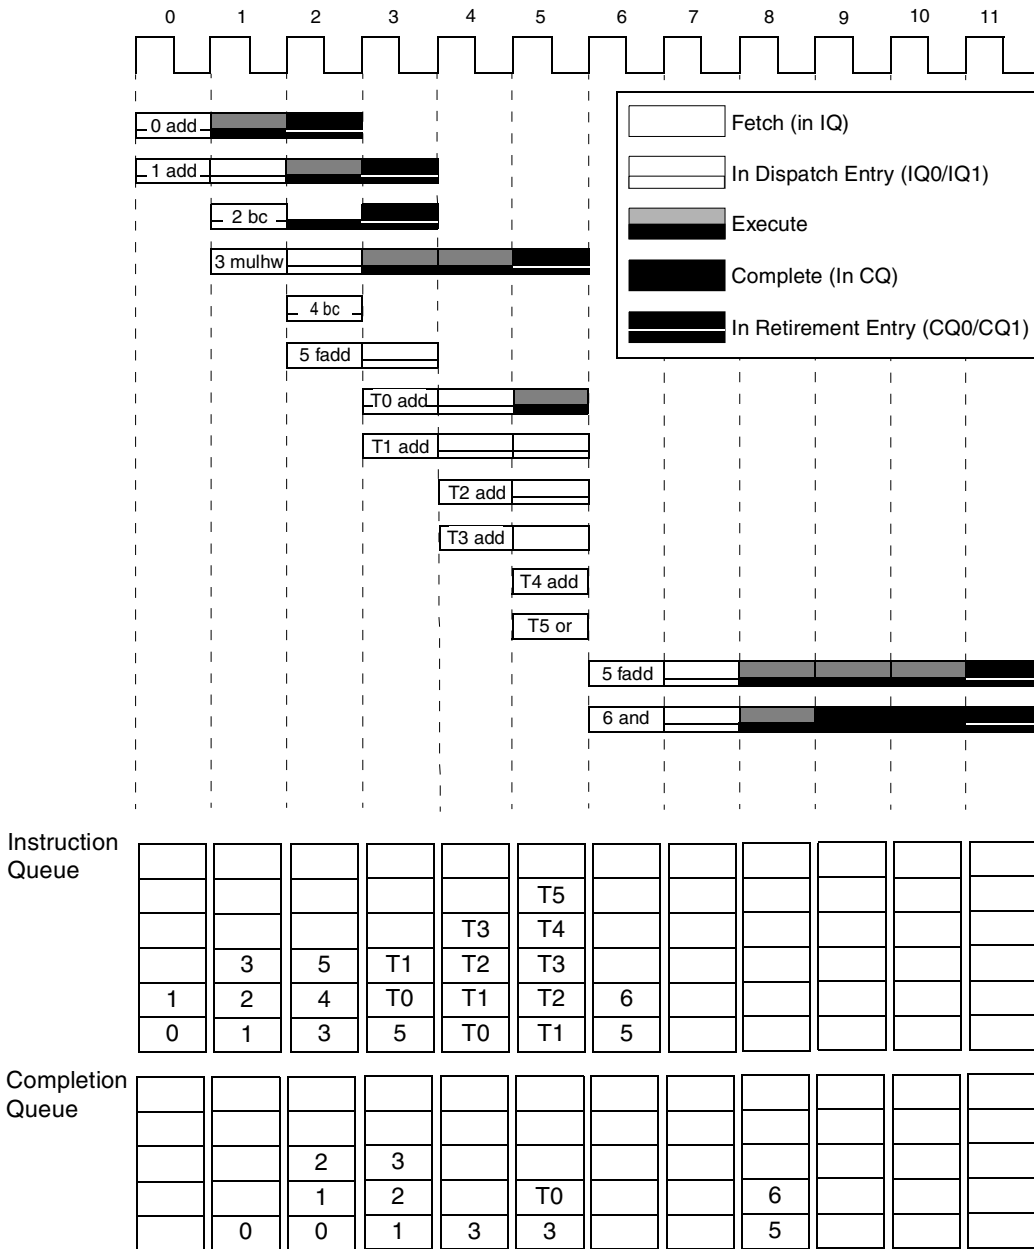 0 1 2 3 4 5 6 7 8 9 10 11
Fetch (in IQ)
In Dispatch Entry (IQ0/IQ1)
Execute
Complete (In CQ)
In Retirement Entry (CQ0/CQ1)
0 add
1 add
2 bc
3 mulhw
4 bc
5 fadd
T0 add
T1 add
T2 add
T3 add
T4 add
T5 or
5 fadd
6 and
Instruction
Queue
T5
T3 T4
3 5 T1 T2 T3
1 2 4 T0 T1 T2 6
0 1 3 5 T0 T1 5
Completion
Queue
2 3
1 2 T0 6
0 0 1 3 3 5